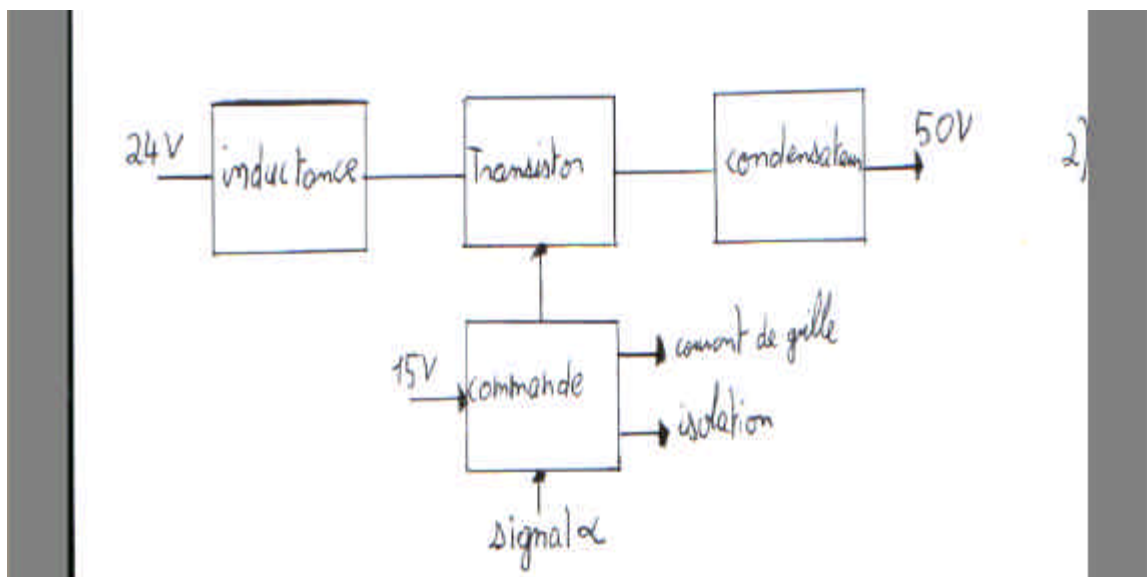 24V
inductance
Transistor
condensateur
50V
2)
15V
commande
courant de grille
isolation
signal α